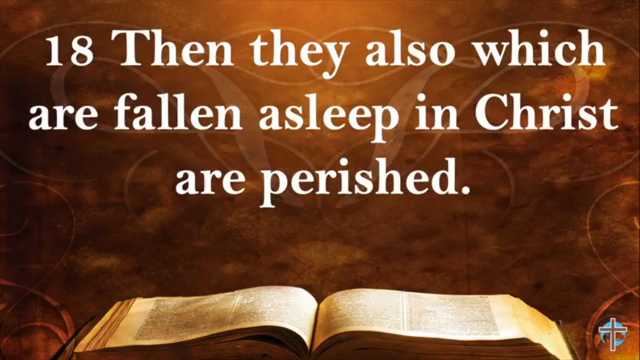 18 Then they also which
are fallen asleep in Christ
are perished.